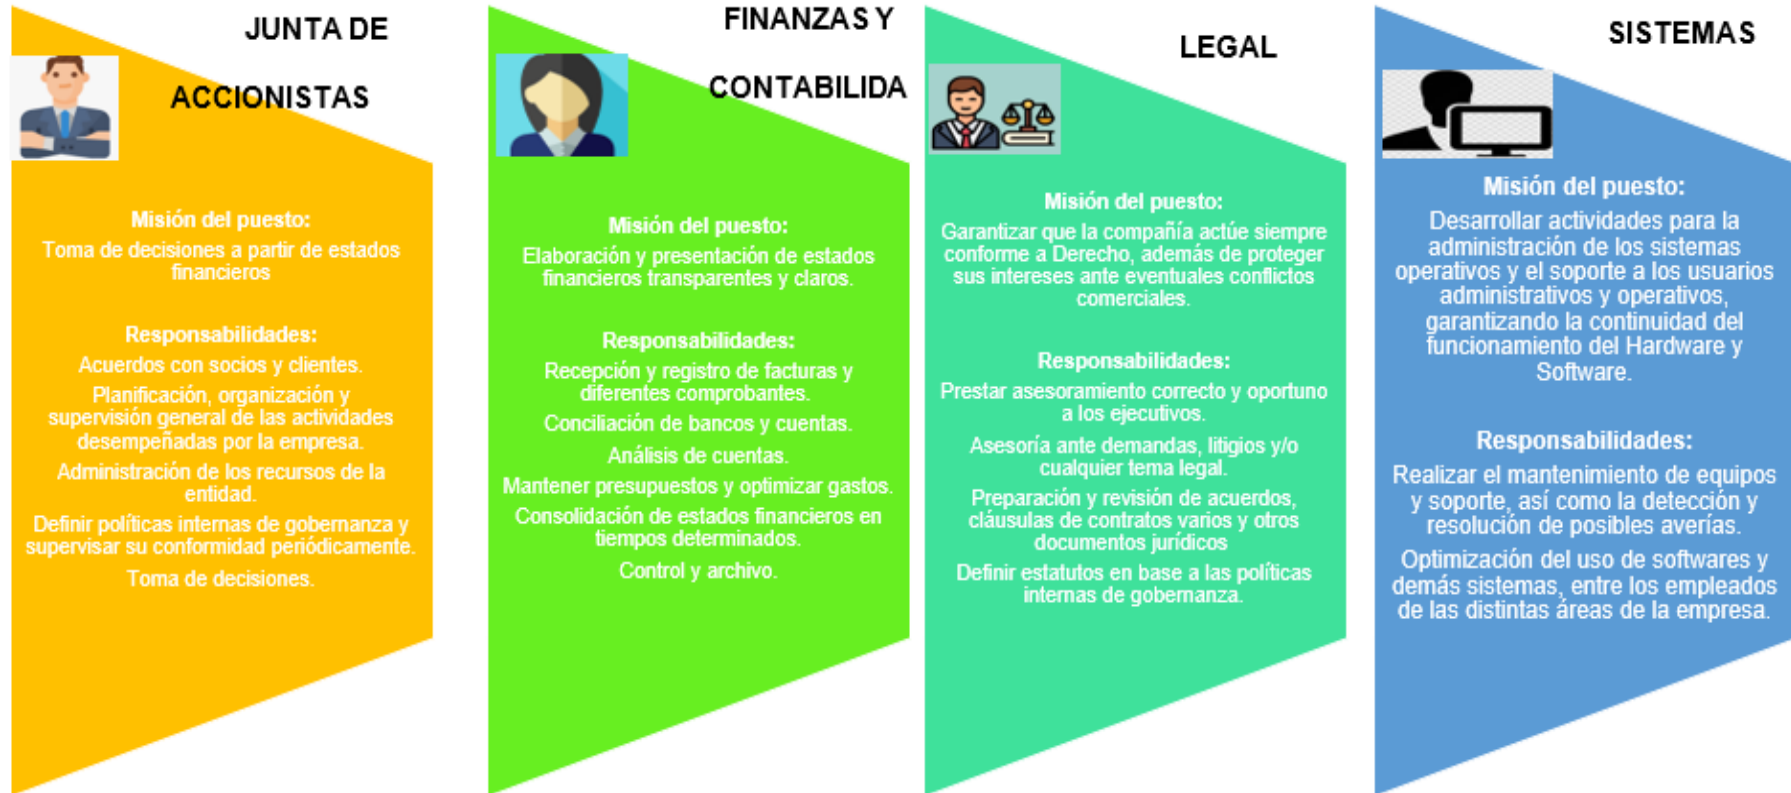 JUNTA DE
ACCIONISTAS
Misión del puesto:
Toma de decisiones a partir de estados
financieros
Responsabilidades:
Acuerdos con socios y clientes.
Planificación, organización y
supervisión general de las actividades
desempeñadas por la empresa.
Administración de los recursos de la
entidad.
Definir políticas internas de gobernanza y
supervisar su conformidad periódicamente.
Toma de decisiones.
FINANZAS Y
CONTABILIDA
Misión del puesto:
Elaboración y presentación de estados
financieros transparentes y claros.
Responsabilidades:
Recepción y registro de facturas y
diferentes comprobantes.
Conciliación de bancos y cuentas.
Análisis de cuentas.
Mantener presupuestos y optimizar gastos.
Consolidación de estados financieros en
tiempos determinados.
Control y archivo.
LEGAL
Misión del puesto:
Garantizar que la compañía actúe siempre
conforme a Derecho, además de proteger
sus intereses ante eventuales conflictos
comerciales.
Responsabilidades:
Prestar asesoramiento correcto y oportuno
a los ejecutivos.
Asesoría ante demandas, litigios y/o
cualquier tema legal.
Preparación y revisión de acuerdos,
cláusulas de contratos varios y otros
documentos jurídicos
Definir estatutos en base a las políticas
internas de gobernanza.
SISTEMAS
Misión del puesto:
Desarrollar actividades para la
administración de los sistemas
operativos y el soporte a los usuarios
administrativos y operativos,
garantizando la continuidad del
funcionamiento del Hardware y
Software.
Responsabilidades:
Realizar el mantenimiento de equipos
y soporte, así como la detección y
resolución de posibles averías.
Optimización del uso de softwares y
demás sistemas, entre los empleados
de las distintas áreas de la empresa.